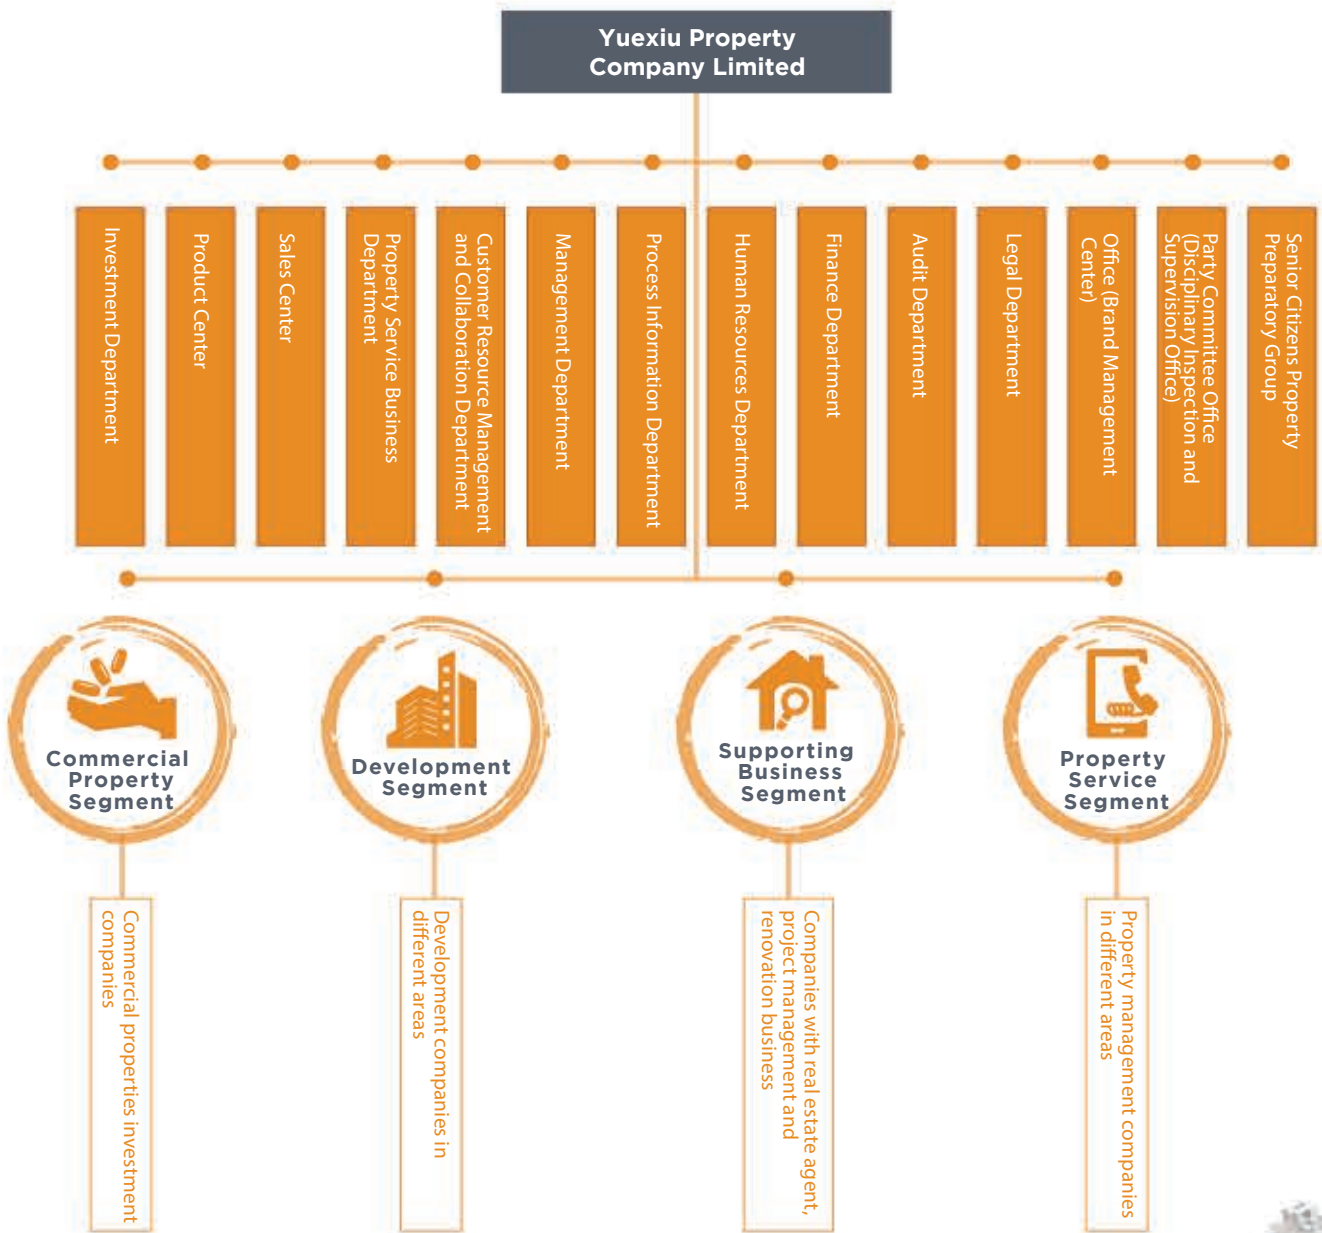 Yuexiu Property
Company Limited
Investment Department
Product Center
Sales Center
Property Service Business
Department
Customer Resource Management
and Collaboration Department
Management Department
Process Information Department
Human Resources Department
Finance Department
Audit Department
Legal Department
Office (Brand Management
Center)
Party Committee Office
(Disciplinary Inspection and
Supervision Office)
Senior Citizens Property
Preparatory Group
Commercial
Property
Segment
Development
Segment
Supporting
Business
Segment
Property
Service
Segment
Commercial properties investment
companies
Development companies in
different areas
Companies with real estate agent,
project management and
renovation business
Property management companies
in different areas